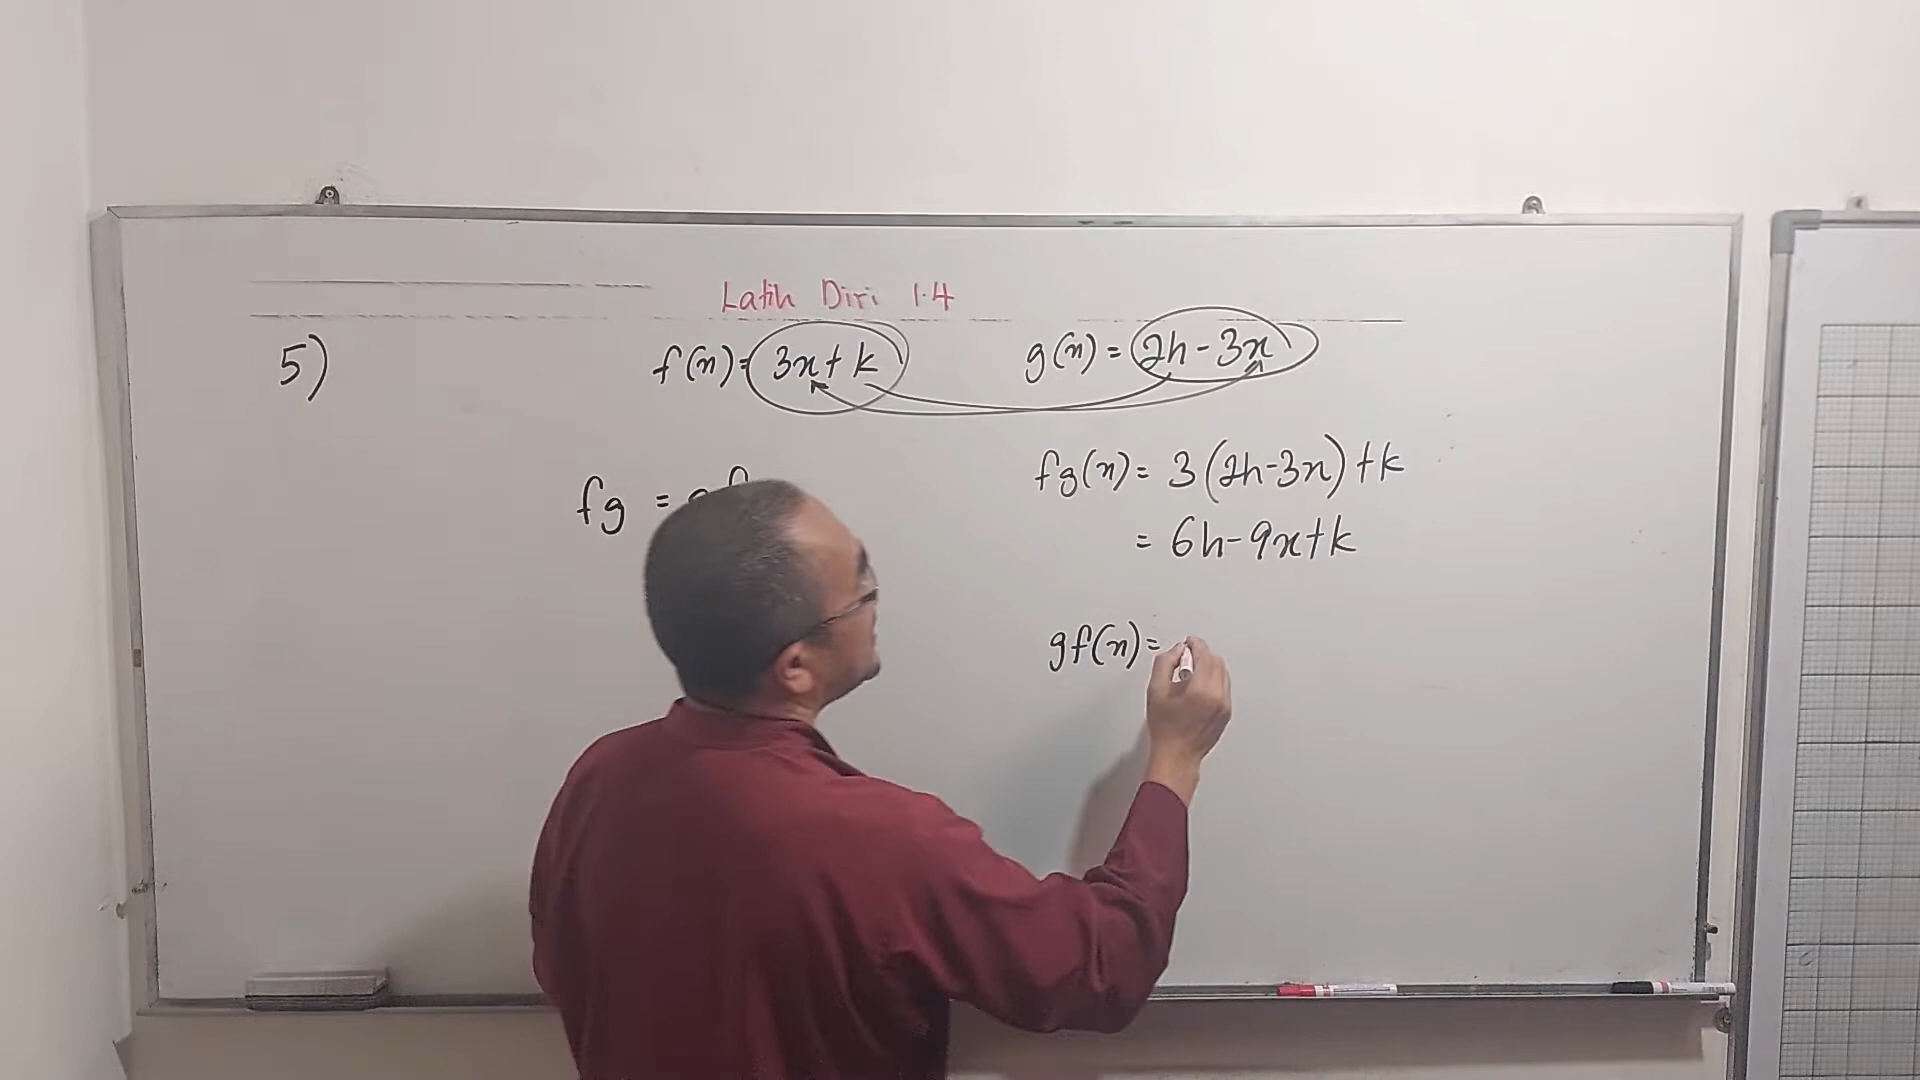 Latih Diri 1.4
5) f(x) = 3x + k g(x) = 2h - 3x
fg(x) = 3(2h-3x)+k
fg =
= 6h-9x+k
gf(x) =